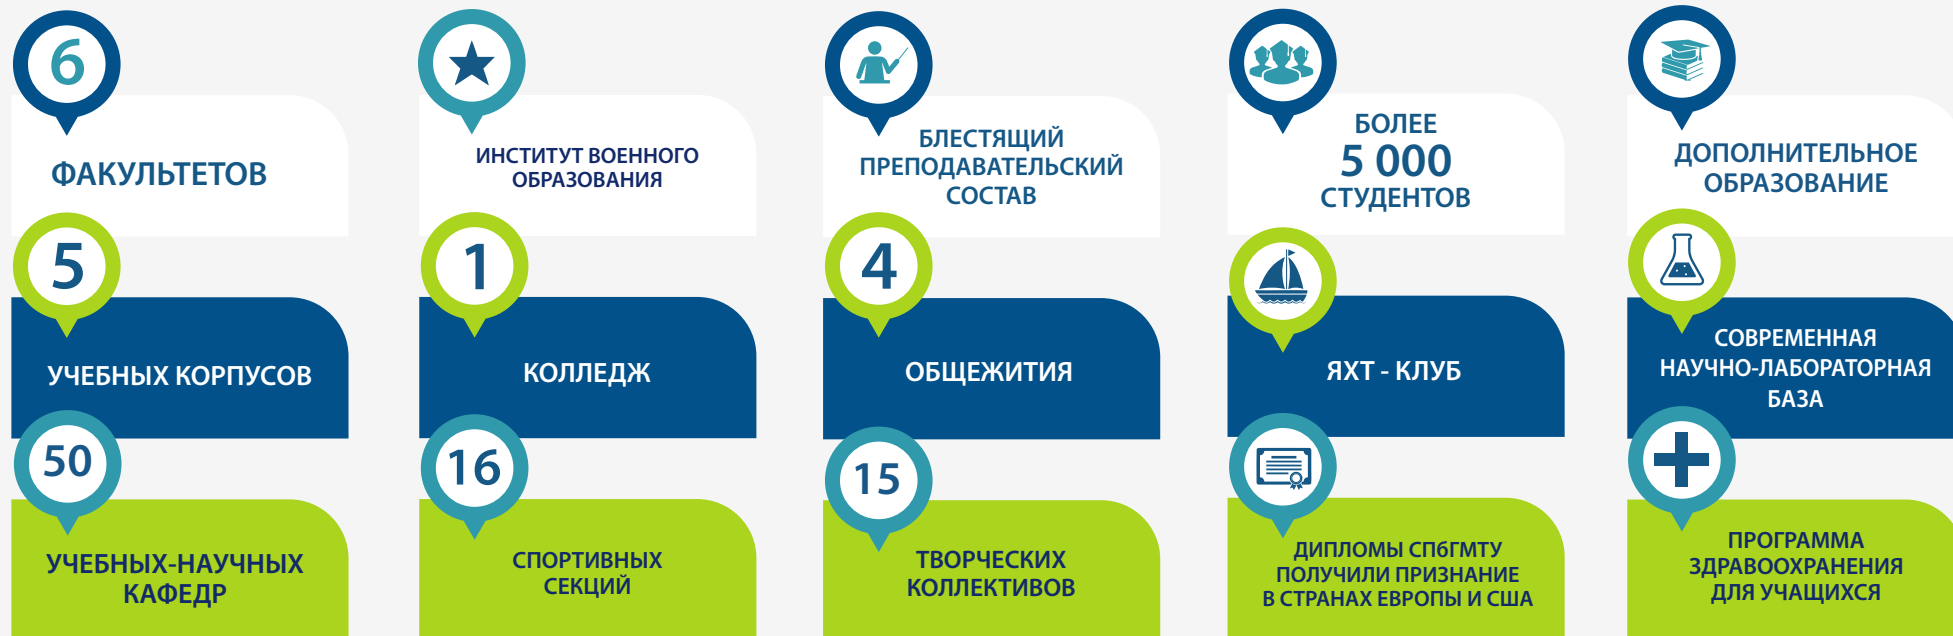 6
ФАКУЛЬТЕТОВ
ИНСТИТУТ ВОЕННОГО
ОБРАЗОВАНИЯ
БЛЕСТЯЩИЙ
ПРЕПОДАВАТЕЛЬСКИЙ
СОСТАВ
БОЛЕЕ
5 000
СТУДЕНТОВ
ДОПОЛНИТЕЛЬНОЕ
ОБРАЗОВАНИЕ
5
УЧЕБНЫХ КОРПУСОВ
1
КОЛЛЕДЖ
4
ОБЩЕЖИТИЯ
ЯХТ - КЛУБ
СОВРЕМЕННАЯ
НАУЧНО-ЛАБОРАТОРНАЯ
БАЗА
50
УЧЕБНЫХ-НАУЧНЫХ
КАФЕДР
16
СПОРТИВНЫХ
СЕКЦИЙ
15
ТВОРЧЕСКИХ
КОЛЛЕКТИВОВ
ДИПЛОМЫ СПбГМТУ
ПОЛУЧИЛИ ПРИЗНАНИЕ
В СТРАНАХ ЕВРОПЫ И США
ПРОГРАММА
ЗДРАВООХРАНЕНИЯ
ДЛЯ УЧАЩИХСЯ